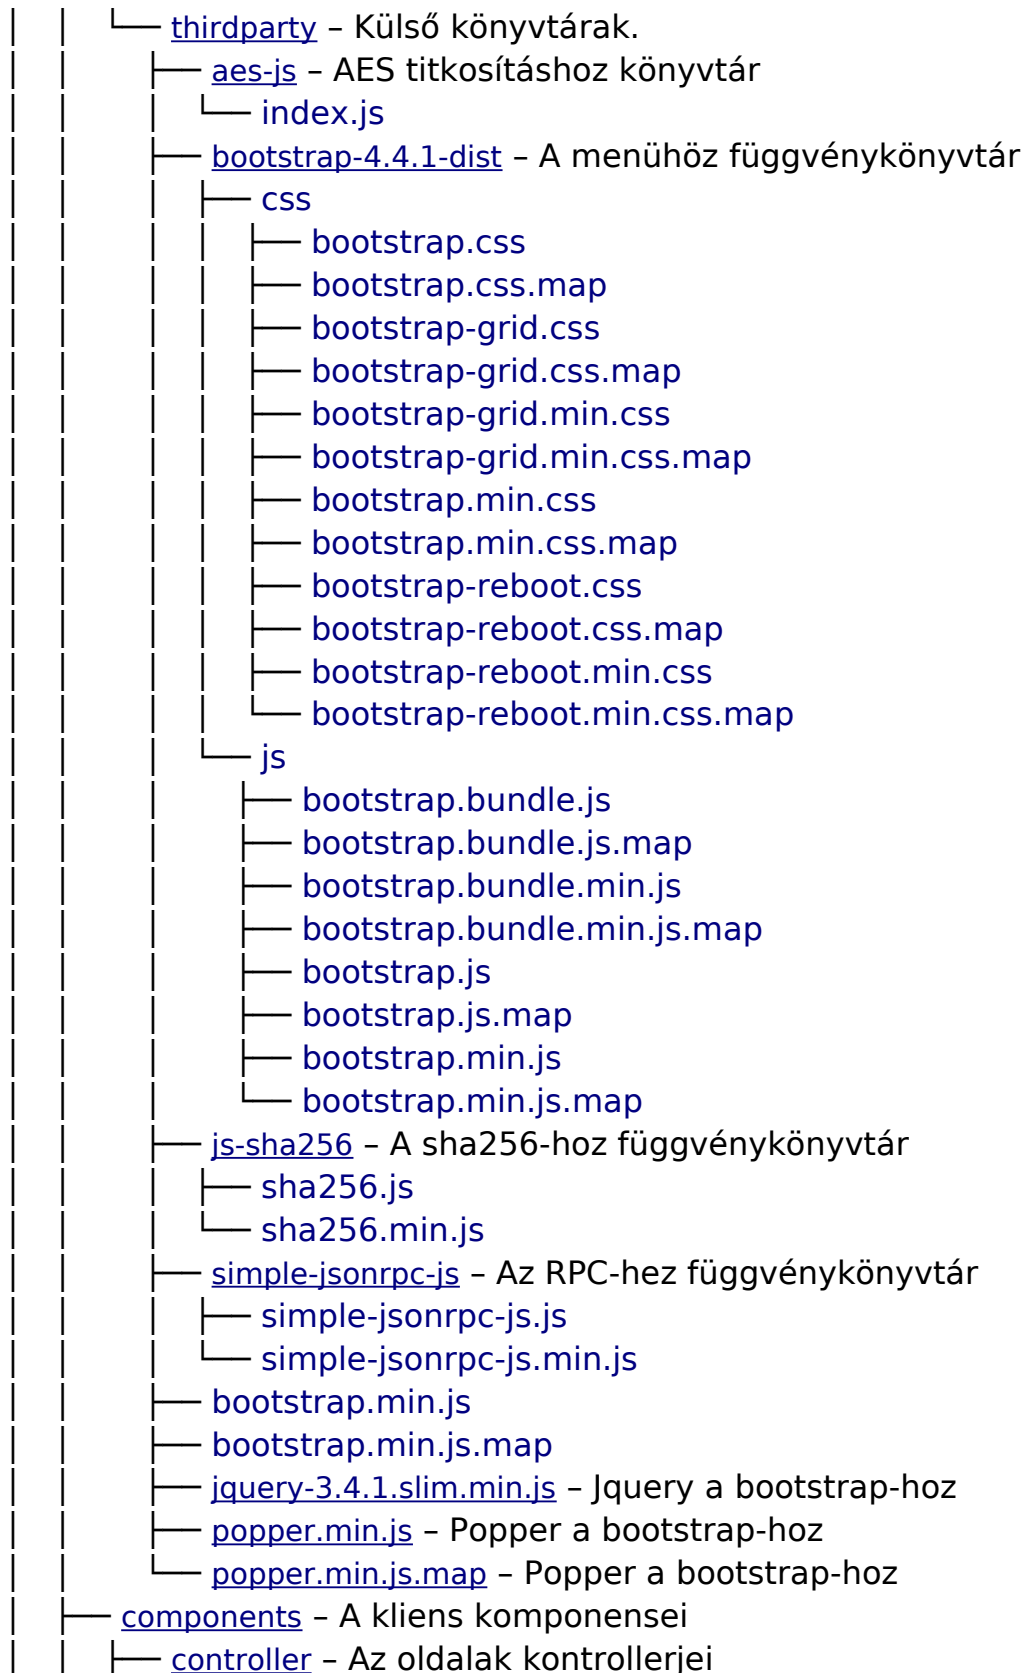 thirdparty – Külső könyvtárak.
aes-js – AES titkosításhoz könyvtár
index.js
bootstrap-4.4.1-dist – A menühöz függvénykönyvtár
css
bootstrap.css
bootstrap.css.map
bootstrap-grid.css
bootstrap-grid.css.map
bootstrap-grid.min.css
bootstrap-grid.min.css.map
bootstrap.min.css
bootstrap.min.css.map
bootstrap-reboot.css
bootstrap-reboot.css.map
bootstrap-reboot.min.css
bootstrap-reboot.min.css.map
js
bootstrap.bundle.js
bootstrap.bundle.js.map
bootstrap.bundle.min.js
bootstrap.bundle.min.js.map
bootstrap.js
bootstrap.js.map
bootstrap.min.js
bootstrap.min.js.map
js-sha256 – A sha256-hoz függvénykönyvtár
sha256.js
sha256.min.js
simple-jsonrpc-js – Az RPC-hez függvénykönyvtár
simple-jsonrpc-js.js
simple-jsonrpc-js.min.js
bootstrap.min.js
bootstrap.min.js.map
jquery-3.4.1.slim.min.js – Jquery a bootstrap-hoz
popper.min.js – Popper a bootstrap-hoz
popper.min.js.map – Popper a bootstrap-hoz
components – A kliens komponensei
controller – Az oldalak kontrollerjei